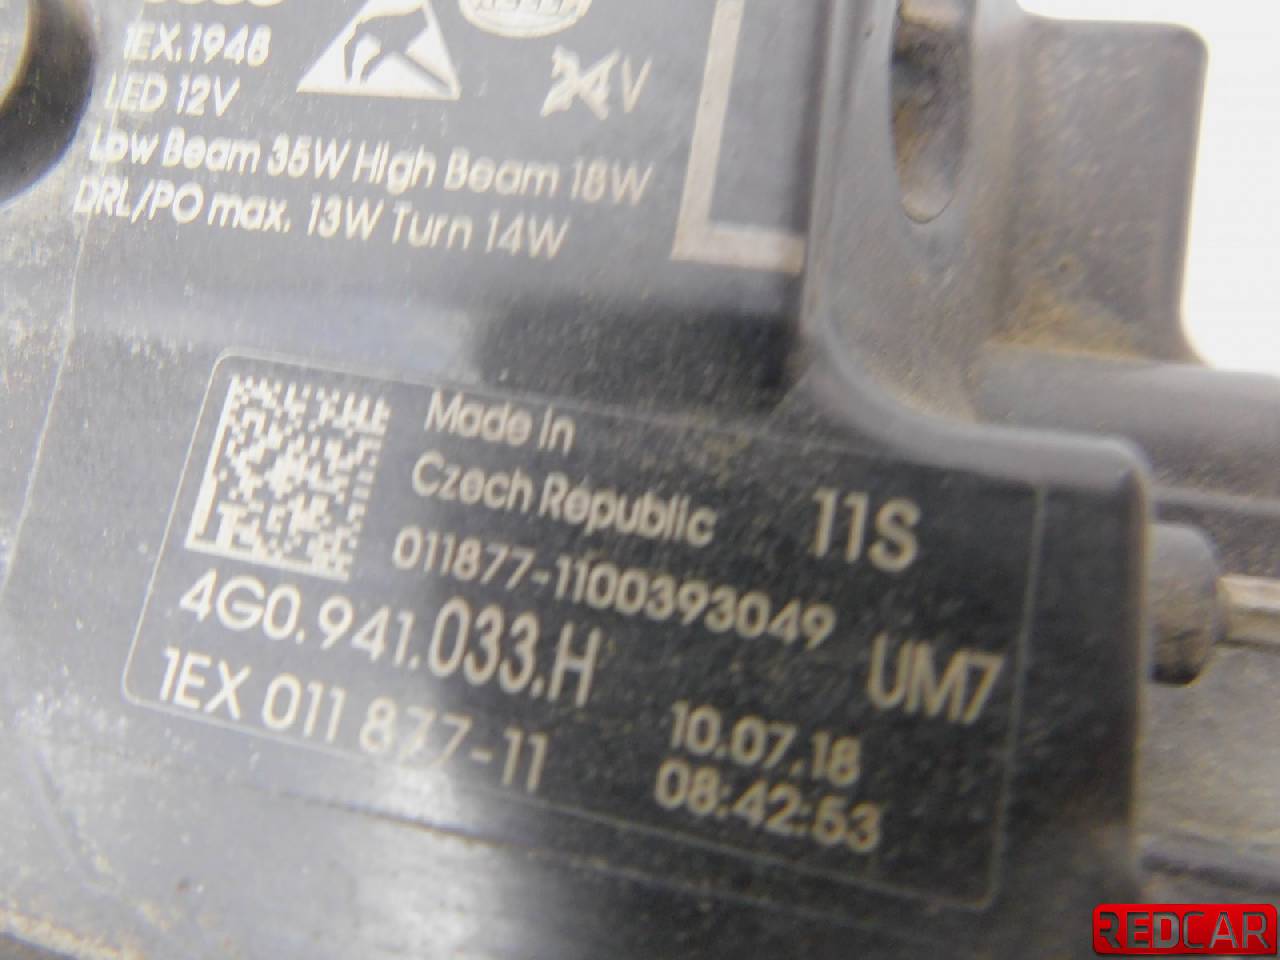 1EX.1948
LED 12V
24V
Low Beam 35W High Beam 18W
DRL/PO max. 13W Turn 14W
Made in
Czech Republic
11S
011877-1100393049
4G0.941.033.H
UM7
1EX 011 877-11
10.07.18
08:42:53
REDCAR